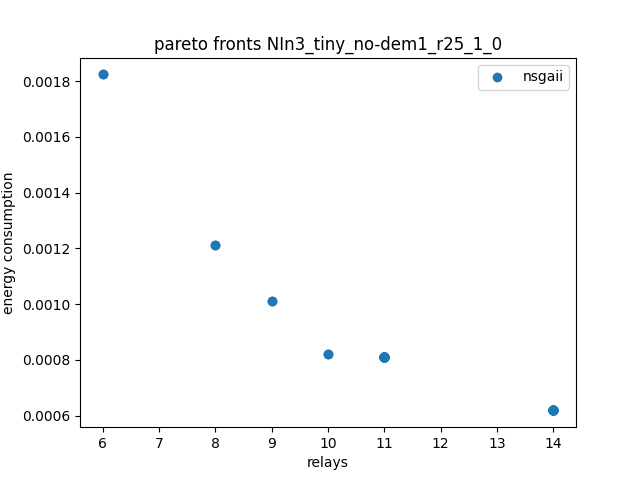 pareto fronts NIn3_tiny_no-dem1_r25_1_0
nsgaii
0.0018
0.0016
0.0014
0.0012
0.0010
0.0008
0.0006
energy consumption
6 7 8 9 10 11 12 13 14
relays